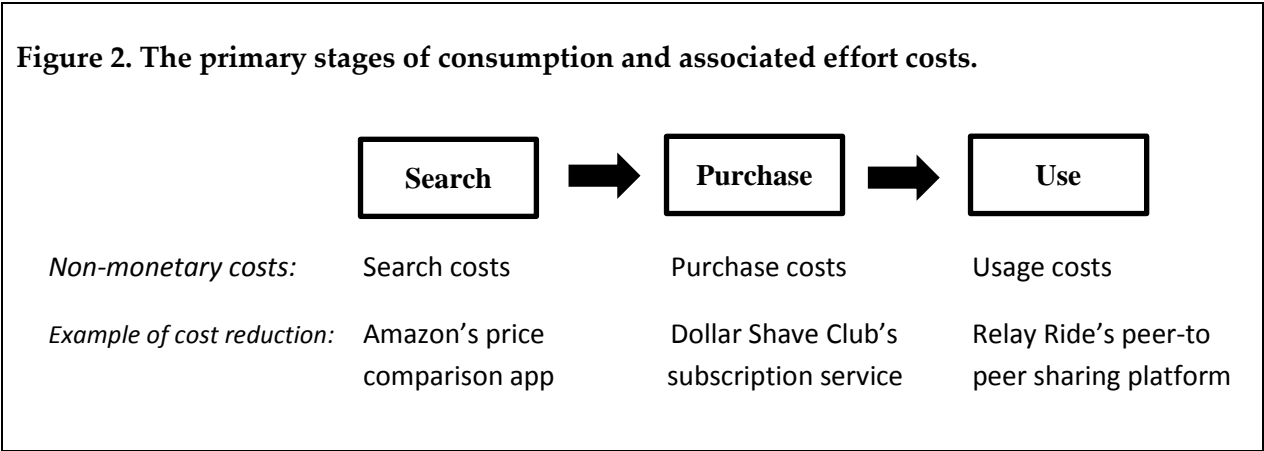 Figure 2. The primary stages of consumption and associated effort costs.
Search Purchase Use
Non-monetary costs: Search costs Purchase costs Usage costs
Example of cost reduction: Amazon’s price Dollar Shave Club’s Relay Ride’s peer-to
comparison app subscription service peer sharing platform